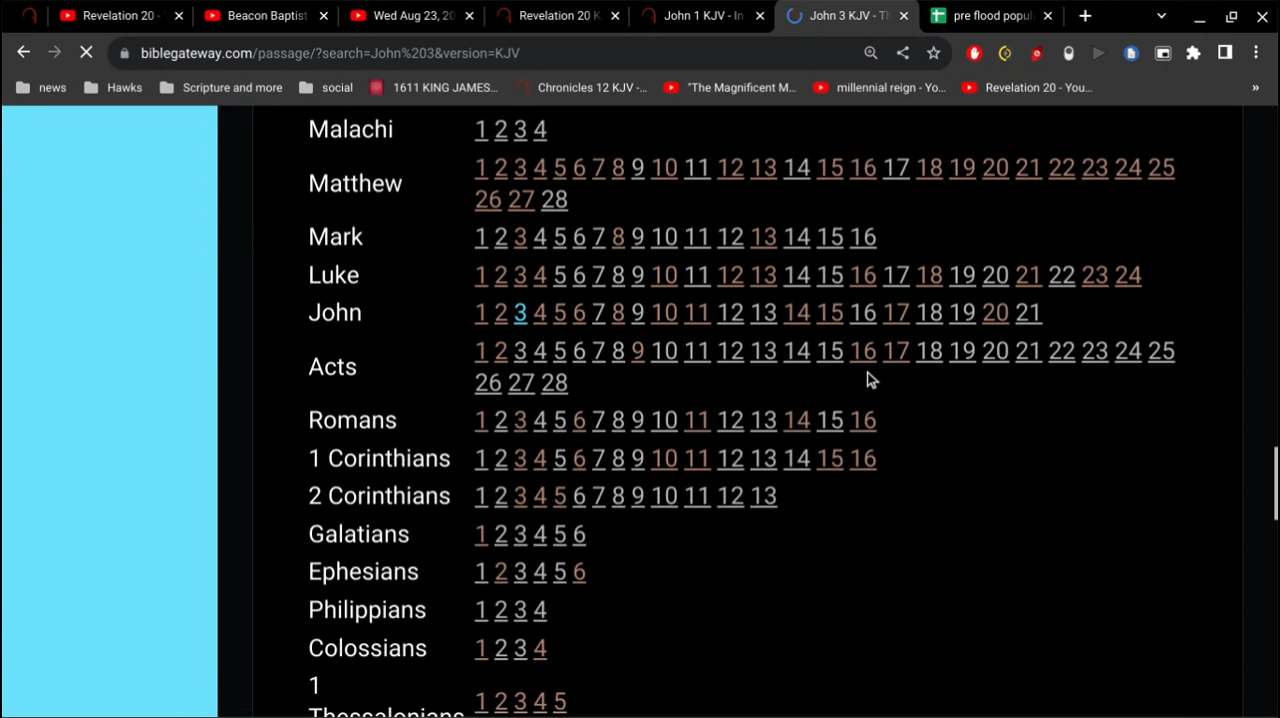 Revelation 20 -
Beacon Baptist
Wed Aug 23, 20
Revelation 20 K
John 1 KJV - In
John 3 KJV - Th
pre flood popul
biblegateway.com/passage/?search=John%203&version=KJV
news
Hawks
Scripture and more
social
1611 KING JAMES...
Chronicles 12 KJV -...
"The Magnificent M...
millennial reign - Yo...
Revelation 20 - You...
»
Malachi 1 2 3 4
Matthew 1 2 3 4 5 6 7 8 9 10 11 12 13 14 15 16 17 18 19 20 21 22 23 24 25
26 27 28
Mark 1 2 3 4 5 6 7 8 9 10 11 12 13 14 15 16
Luke 1 2 3 4 5 6 7 8 9 10 11 12 13 14 15 16 17 18 19 20 21 22 23 24
John 1 2 3 4 5 6 7 8 9 10 11 12 13 14 15 16 17 18 19 20 21
Acts 1 2 3 4 5 6 7 8 9 10 11 12 13 14 15 16 17 18 19 20 21 22 23 24 25
26 27 28
Romans 1 2 3 4 5 6 7 8 9 10 11 12 13 14 15 16
1 Corinthians 1 2 3 4 5 6 7 8 9 10 11 12 13 14 15 16
2 Corinthians 1 2 3 4 5 6 7 8 9 10 11 12 13
Galatians 1 2 3 4 5 6
Ephesians 1 2 3 4 5 6
Philippians 1 2 3 4
Colossians 1 2 3 4
1
Thessalonians 1 2 3 4 5